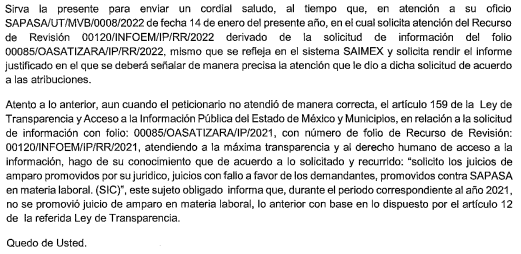 Sirva la presente para enviar un cordial saludo, al tiempo que, en atención a su oficio
SAPASA/UT/MVB/0008/2022 de fecha 14 de enero del presente año, en el cual solicita atención del Recurso
de Revisión 00120/INFOEM/IP/RR/2022 derivado de la solicitud de información del folio
00085/OASATIZARA/IP/RR/2022, mismo que se refleja en el sistema SAIMEX y solicita rendir el informe
justificado en el que se deberá señalar de manera precisa la atención que le dio a dicha solicitud de acuerdo
a las atribuciones.
Atento a lo anterior, aun cuando el peticionario no atendió de manera correcta, el artículo 159 de la Ley de
Transparencia y Acceso a la Información Pública del Estado de México y Municipios, en relación a la solicitud
de información con folio: 00085/OASATIZARA/IP/2021, con número de folio de Recurso de Revisión:
00120/INFOEM/IP/RR/2021, atendiendo a la máxima transparencia y al derecho humano de acceso a la
información, hago de su conocimiento que de acuerdo a lo solicitado y recurrido: “solicito los juicios de
amparo promovidos por su juridico, juicios con fallo a favor de los demandantes, promovidos contra SAPASA
en materia laboral. (SIC)”, este sujeto obligado informa que, durante el periodo correspondiente al año 2021,
no se promovió juicio de amparo en materia laboral, lo anterior con base en lo dispuesto por el artículo 12
de la referida Ley de Transparencia.
Quedo de Usted.